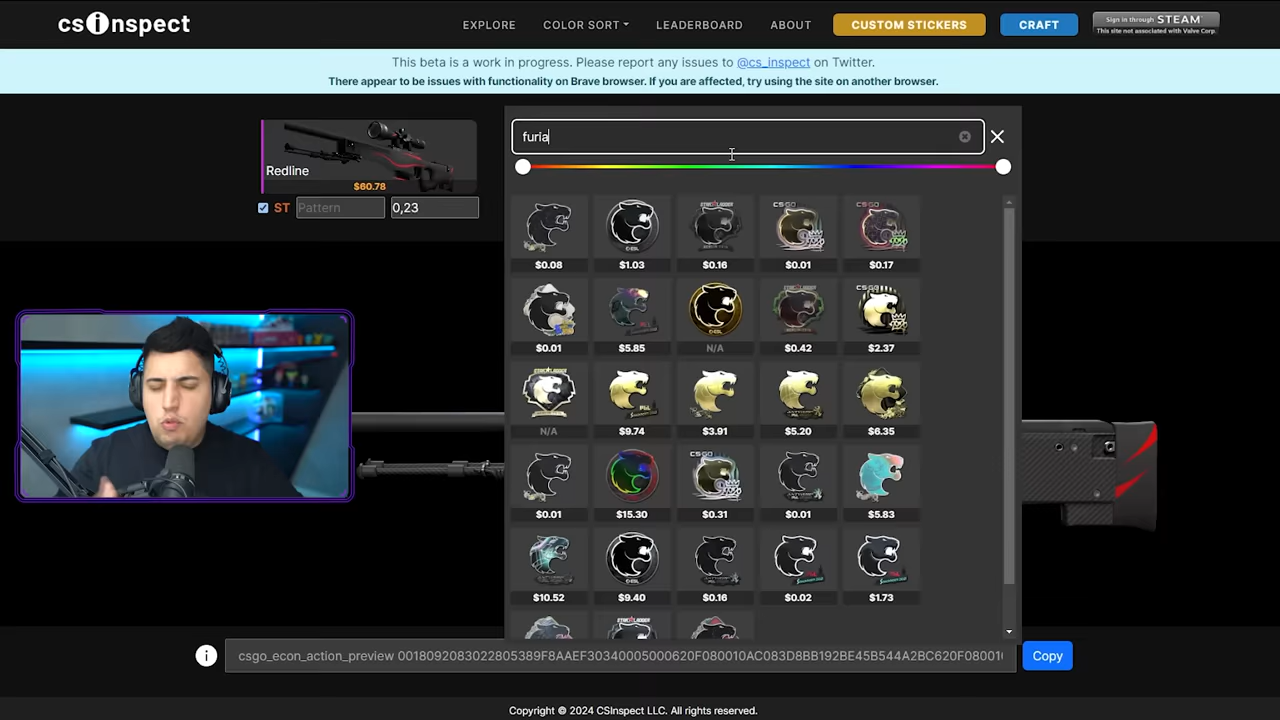 csinspect
EXPLORE
COLOR SORT
LEADERBOARD
ABOUT
CUSTOM STICKERS
CRAFT
Sign in through STEAM
This site not associated with Valve Corp.
This beta is a work in progress. Please report any issues to @cs_inspect on Twitter.
There appear to be issues with functionality on Brave browser. If you are affected, try using the site on another browser.
Redline
$60.78
ST
Pattern
0,23
furia
$0.08
$1.03
$0.16
$0.01
$0.17
$0.01
$5.85
N/A
$0.42
$2.37
N/A
$9.74
$3.91
$5.20
$6.35
$0.01
$15.30
$0.31
$0.01
$5.83
$10.52
$9.40
$0.16
$0.02
$1.73
csgo_econ_action_preview 0018092083022805389F8AAEF30340005000620F080010AC083D8BB192BE45B544A2BC620F08001
Copy
Copyright © 2024 CSInspect LLC. All rights reserved.